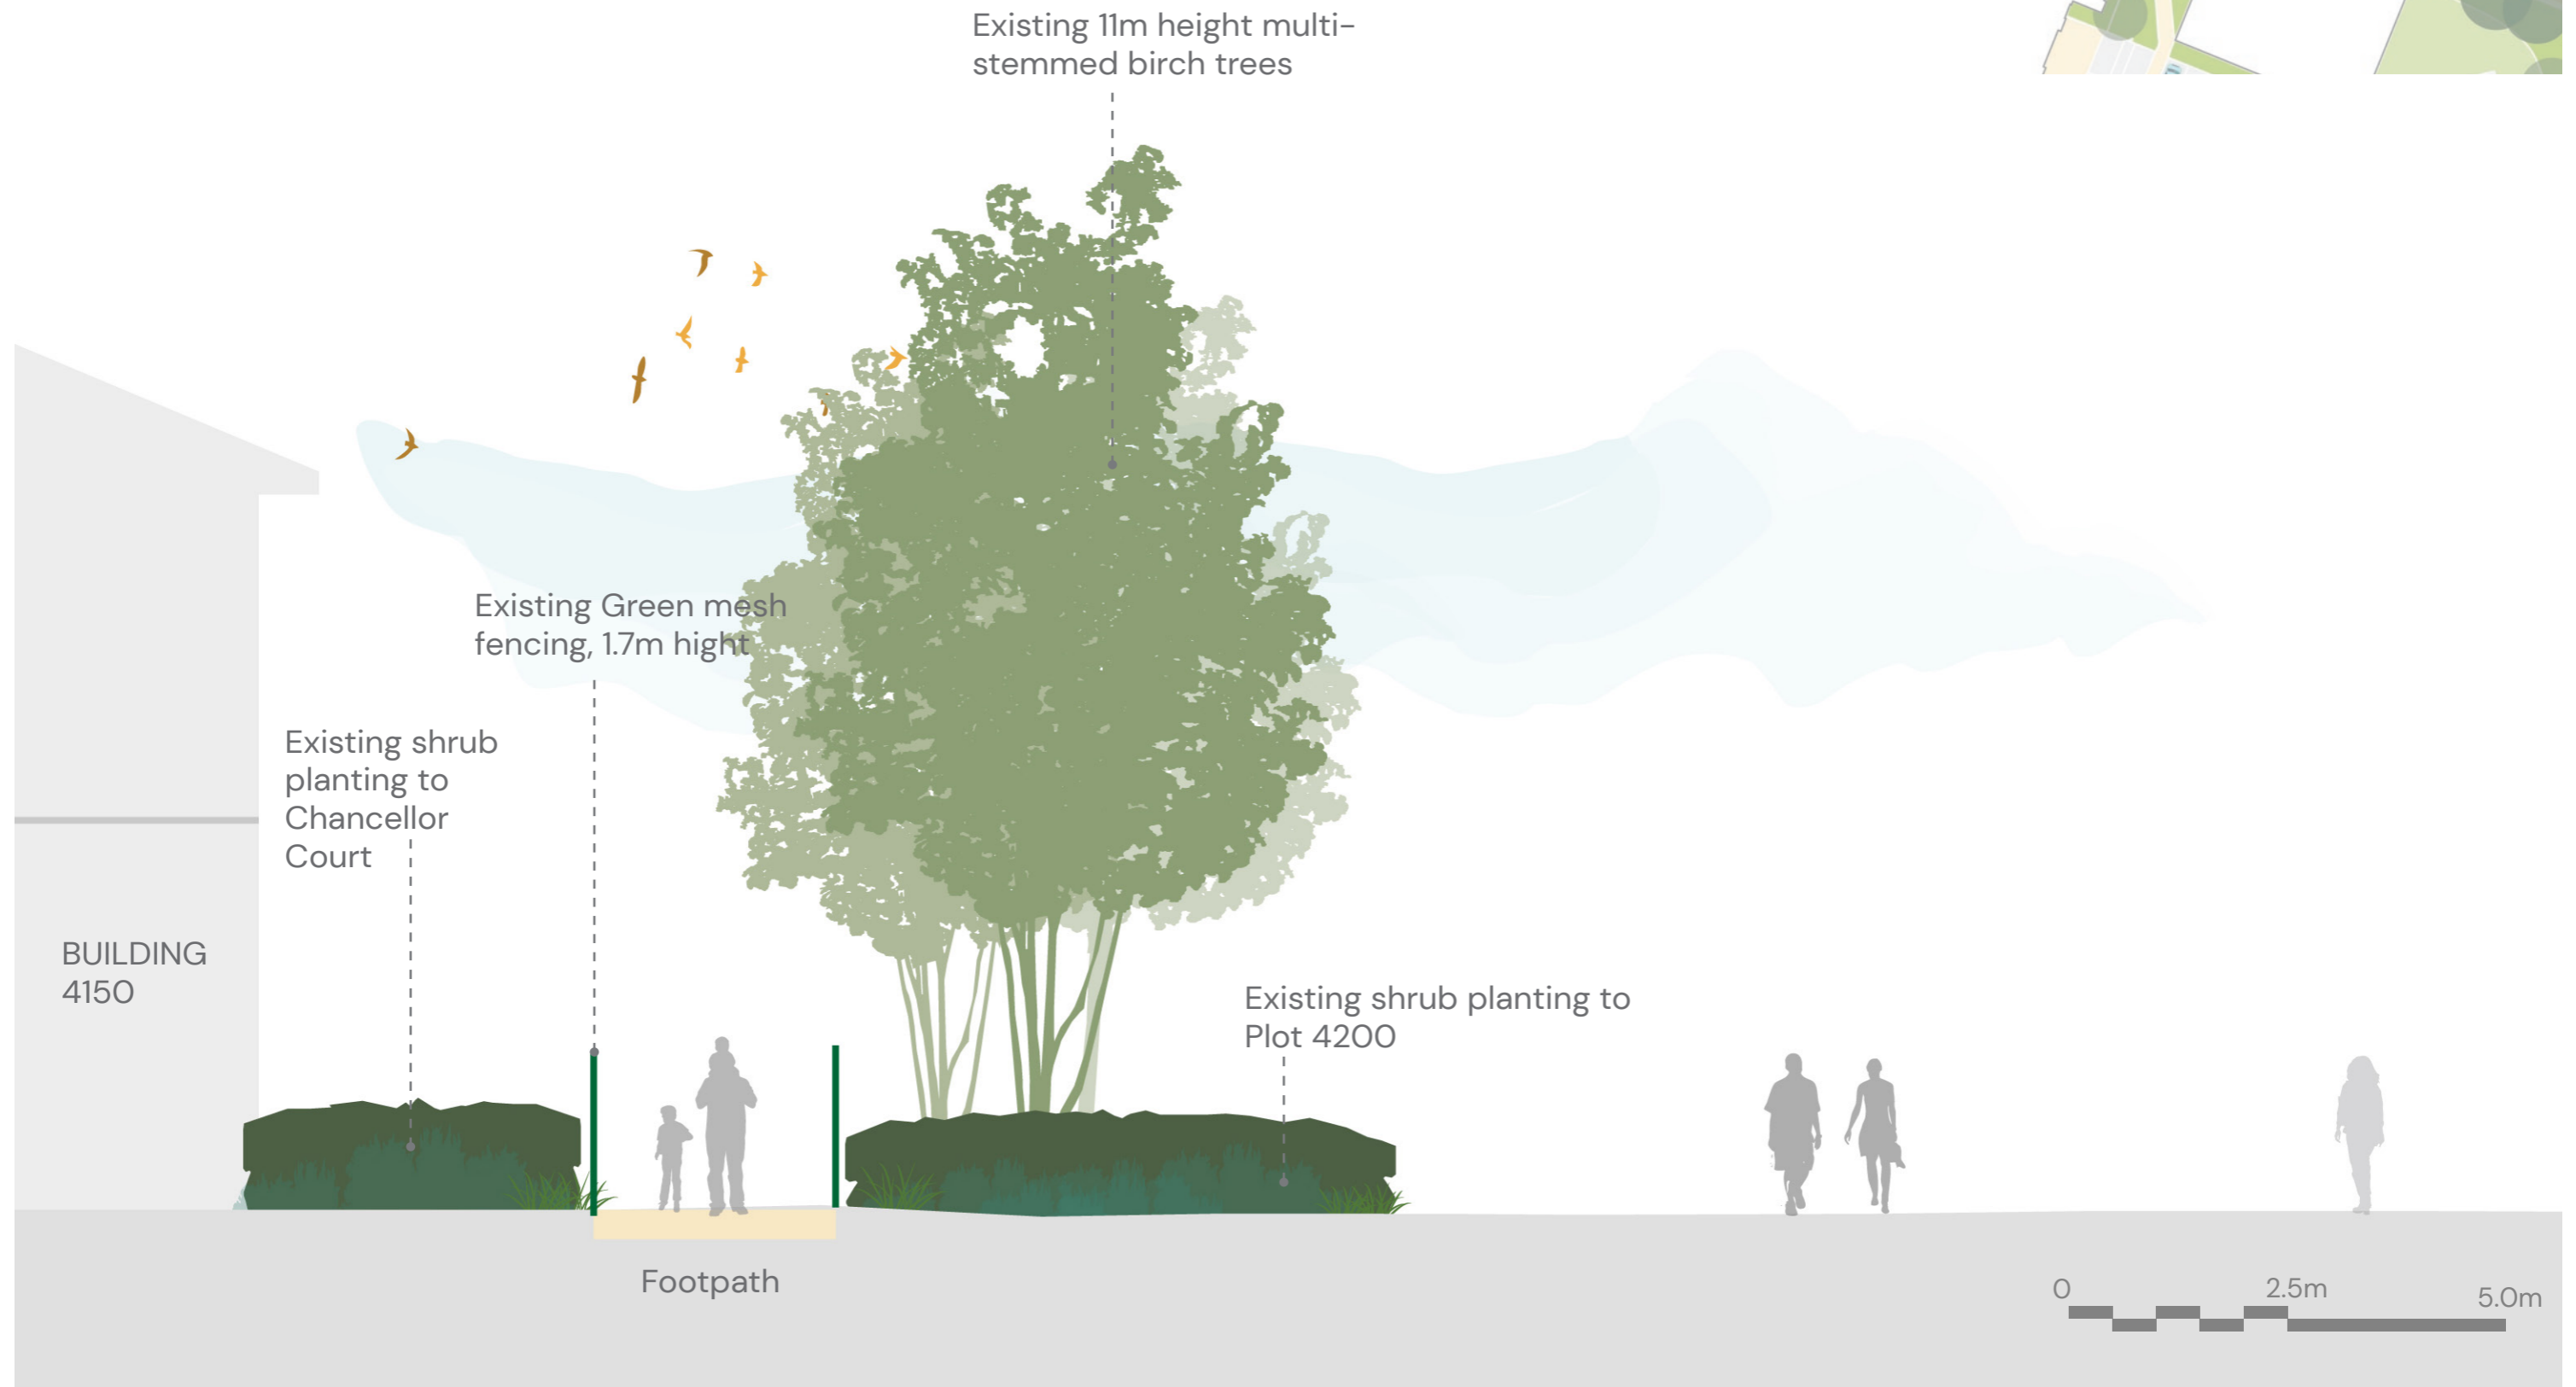 Existing 11m height multi-
stemmed birch trees
Existing Green mesh
fencing, 1.7m hight
Existing shrub
planting to
Chancellor
Court
BUILDING
4150
Existing shrub planting to
Plot 4200
Footpath
0
2.5m
5.0m